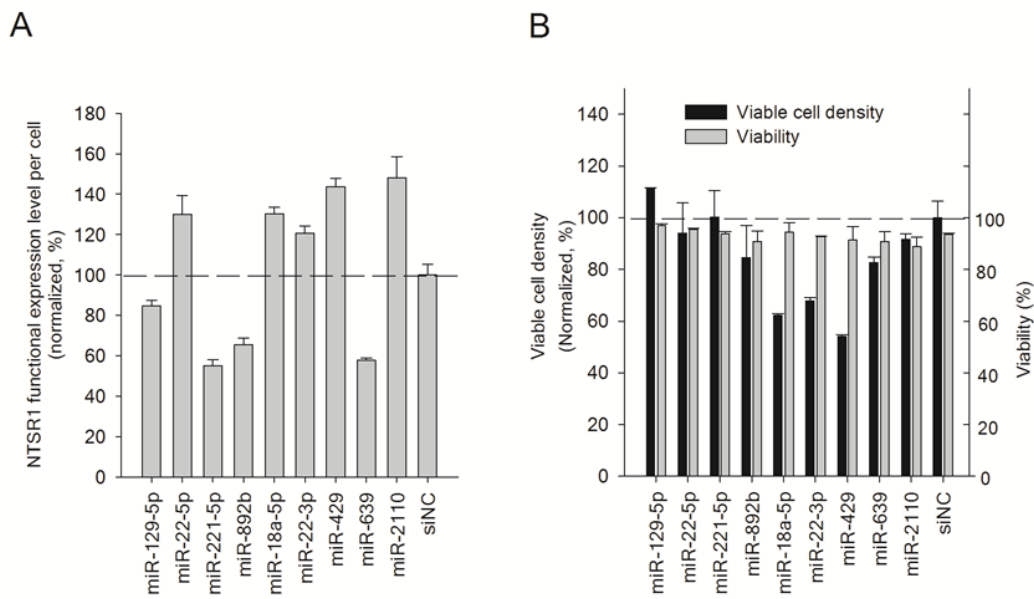 A
NTSR1 functional expression level per cell
(normalized, %)
180
160
140
120
100
80
60
40
20
0
miR-129-5p
miR-22-5p
miR-221-5p
miR-892b
miR-18a-5p
miR-22-3p
miR-429
miR-639
miR-2110
siNC
B
Viable cell density
(Normalized, %)
140
120
100
80
60
40
20
0
Viable cell density
Viability
100
80
60
40
20
0
Viability (%)
miR-129-5p
miR-22-5p
miR-221-5p
miR-892b
miR-18a-5p
miR-22-3p
miR-429
miR-639
miR-2110
siNC